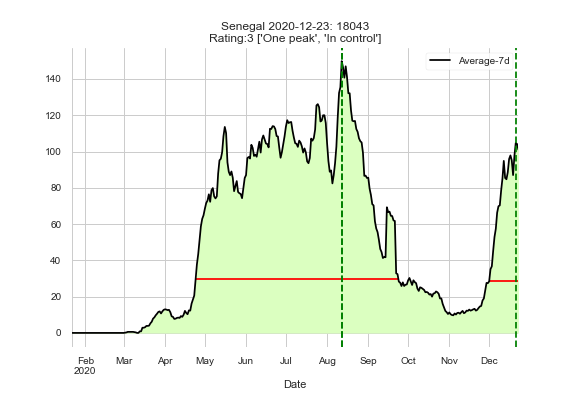 Senegal 2020-12-23: 18043
Rating:3 ['One peak', 'In control']
Average-7d
140
120
100
80
60
40
20
0
Feb Mar Apr May Jun Jul Aug Sep Oct Nov Dec
2020
Date